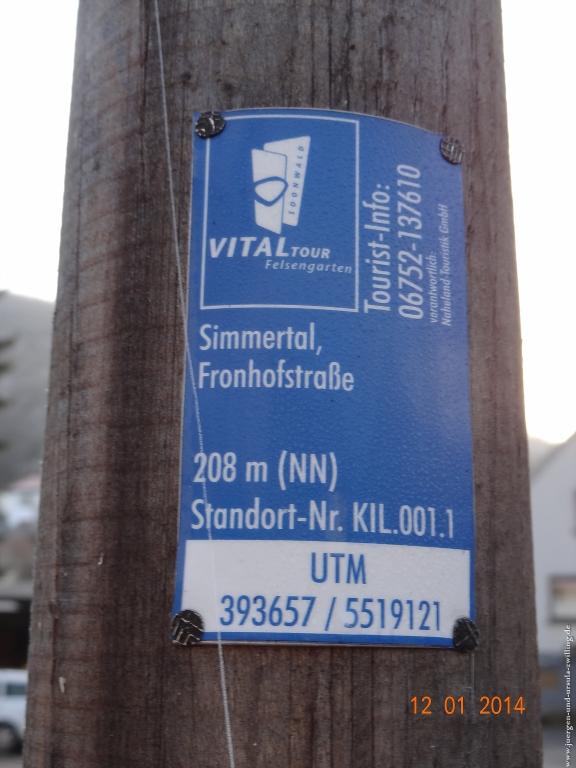 SOONWALD
VITALTOUR
Felsengarten
Tourist-Info:
06752-137610
verantwortlich:
Naheland-Touristik GmbH
Simmertal,
Fronhofstraße
208 m (NN)
Standort-Nr. KIL.001.1
UTM
393657 / 5519121
12 01 2014
www.juergen-und-ursula-zwilling.de